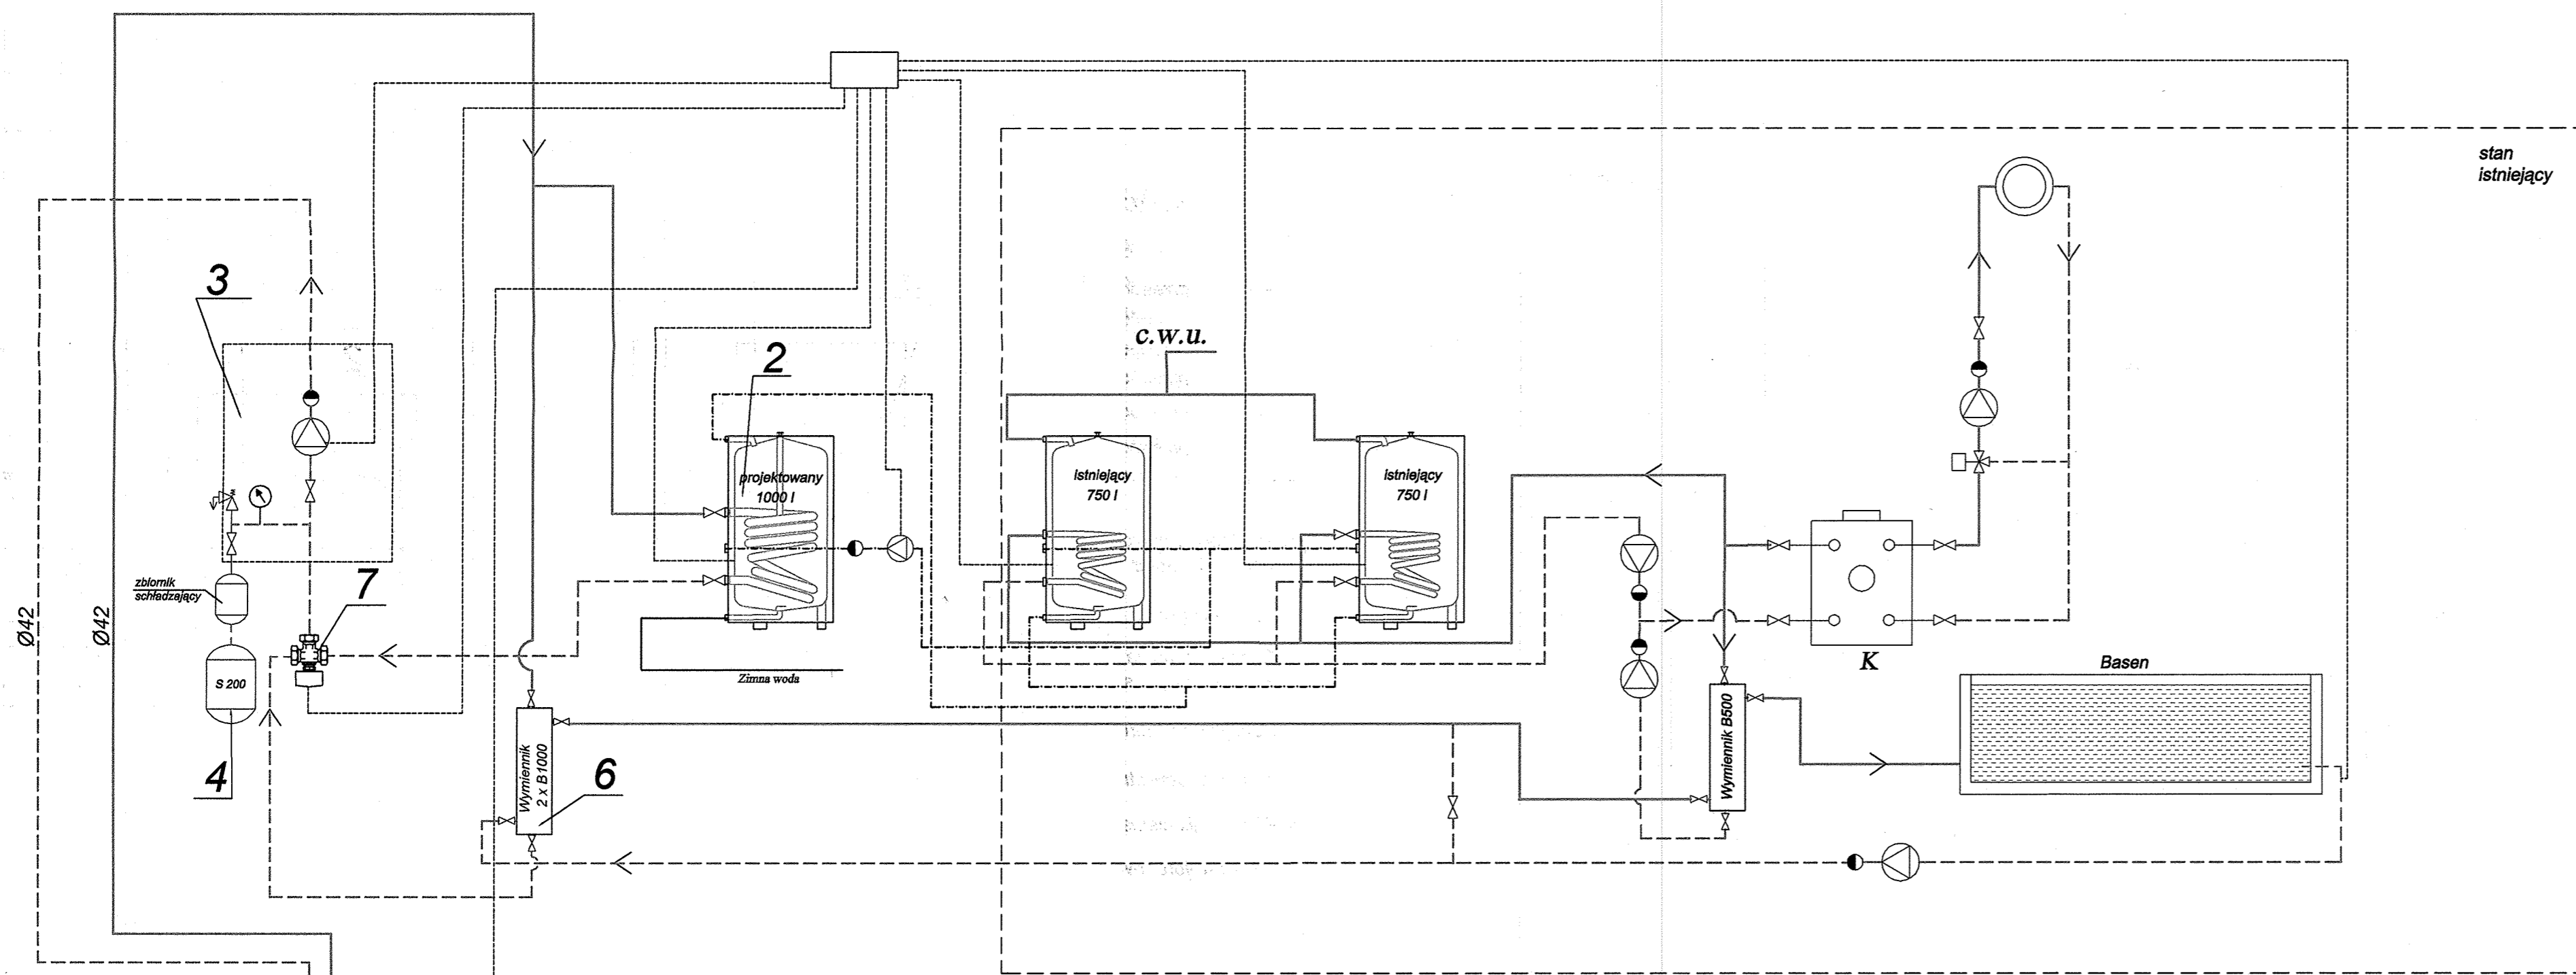 stan
istniejący
3
c.w.u.
2
projektowany
1000 l
istniejący
750 l
istniejący
750 l
zbiornik
schładzający
7
Ø42
Ø42
S 200
Zimna woda
K
Basen
4
Wymiennik
2 x B1000
6
Wymiennik B500